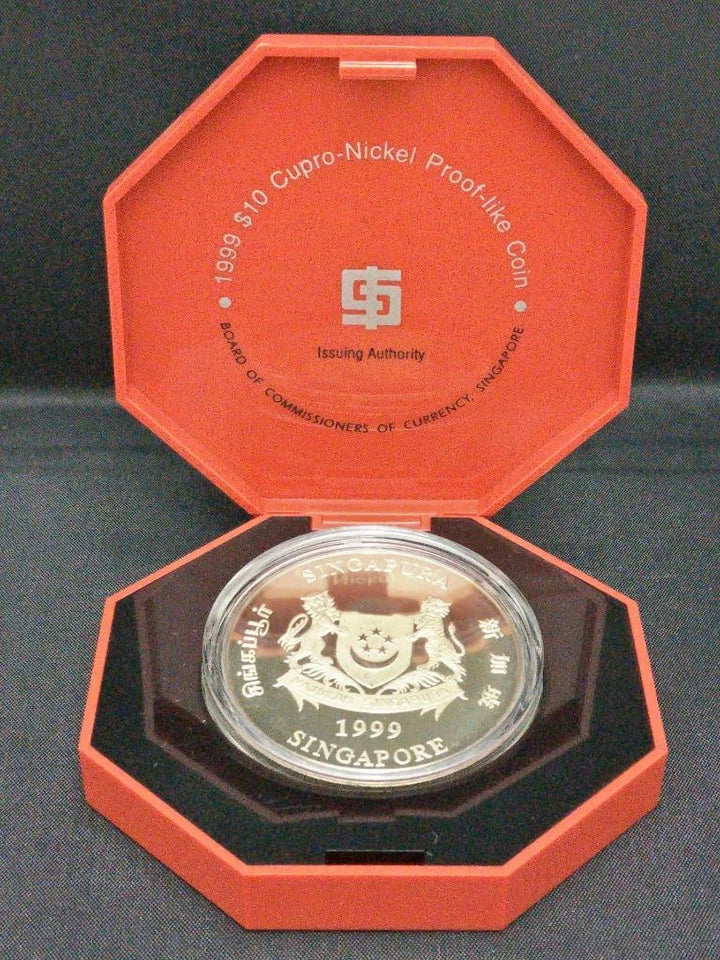 1999 $10 Cupro-Nickel Proof-like Coin
Issuing Authority
BOARD OF COMMISSIONERS OF CURRENCY, SINGAPORE
SINGAPURA
சிங்கப்பூர்
新加坡
MAJULAH SINGAPURA
1999
SINGAPORE